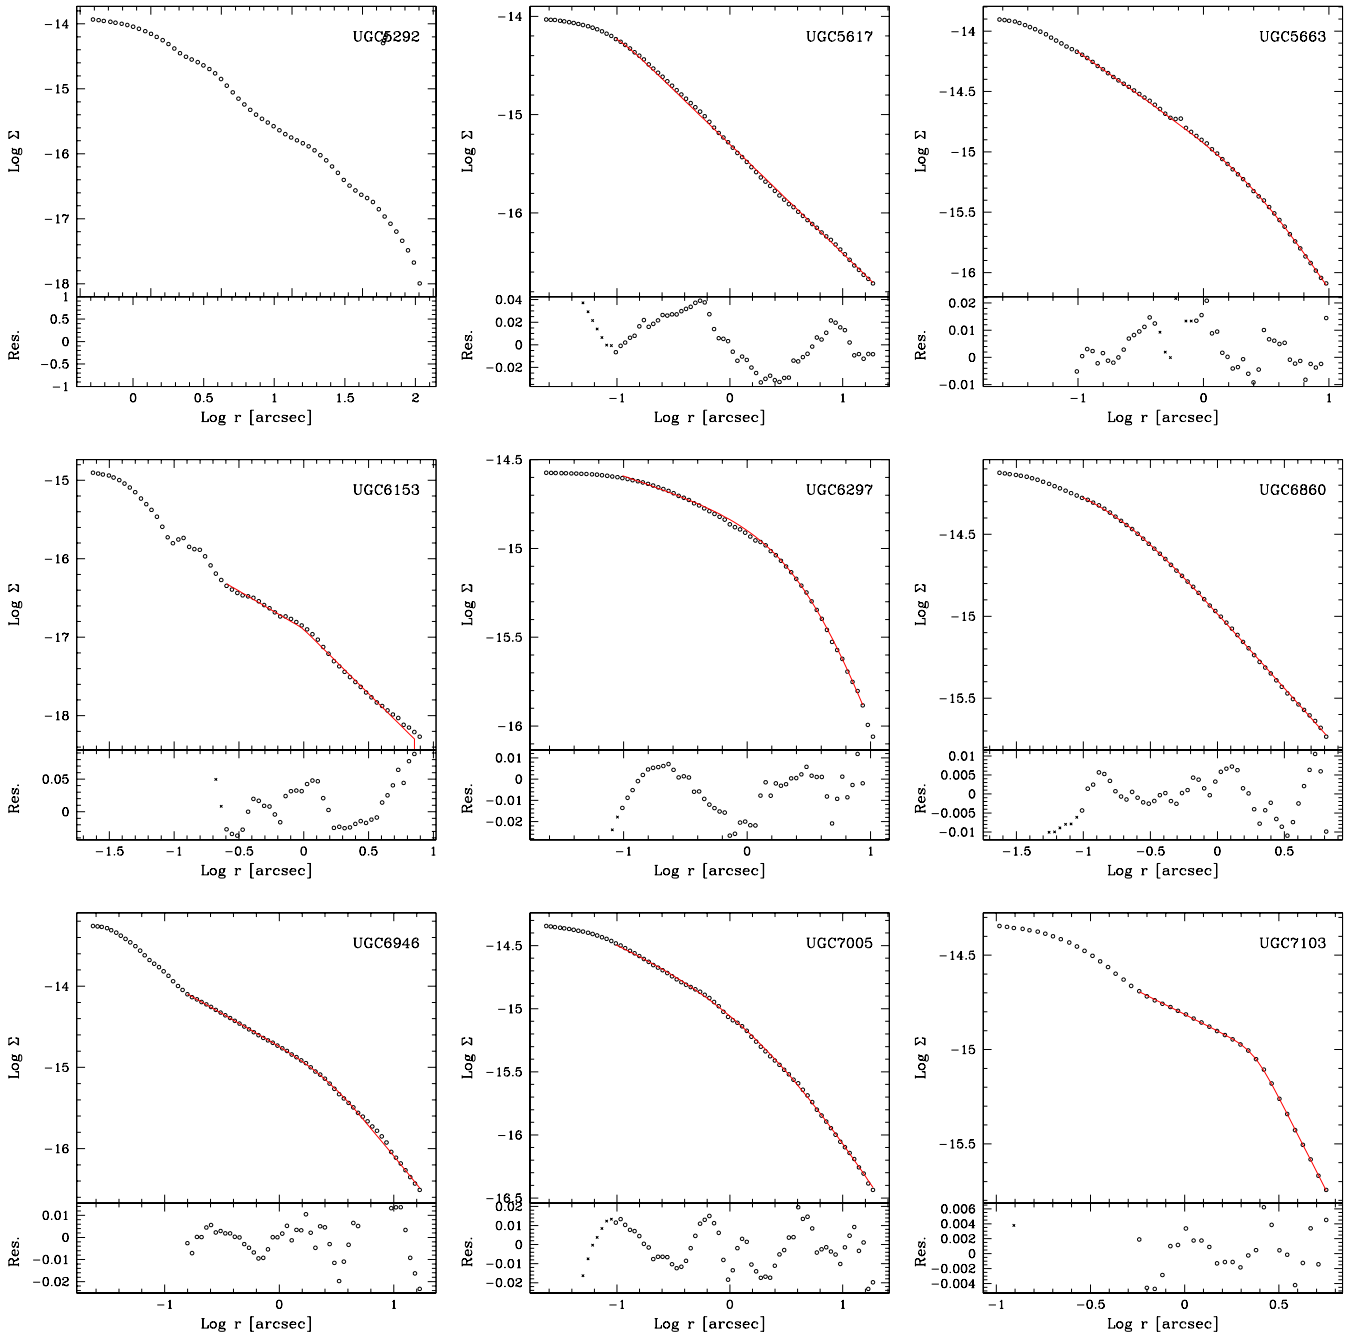 UGC5292
Log Σ
-14
-15
-16
-17
-18
Res.
1
0.5
0
-0.5
-1
0 0.5 1 1.5 2
Log r [arcsec]
UGC5617
Log Σ
-14
-15
-16
Res.
0.04
0.02
0
-0.02
-1 0 1
Log r [arcsec]
UGC5663
Log Σ
-14
-14.5
-15
-15.5
-16
Res.
0.02
0.01
0
-0.01
-1 0 1
Log r [arcsec]
UGC6153
Log Σ
-15
-16
-17
-18
Res.
0.05
0
-1.5 -1 -0.5 0 0.5 1
Log r [arcsec]
UGC6297
Log Σ
-14.5
-15
-15.5
-16
Res.
0.01
0
-0.01
-0.02
-1 0 1
Log r [arcsec]
UGC6860
Log Σ
-14.5
-15
-15.5
Res.
0.01
0.005
0
-0.005
-0.01
-1.5 -1 -0.5 0 0.5
Log r [arcsec]
UGC6946
Log Σ
-14
-15
-16
Res.
0.01
0
-0.01
-0.02
-1 0 1
Log r [arcsec]
UGC7005
Log Σ
-14.5
-15
-15.5
-16
-16.5
Res.
0.02
0.01
0
-0.01
-0.02
-1 0 1
Log r [arcsec]
UGC7103
Log Σ
-14.5
-15
-15.5
Res.
0.006
0.004
0.002
0
-0.002
-0.004
-1 -0.5 0 0.5
Log r [arcsec]